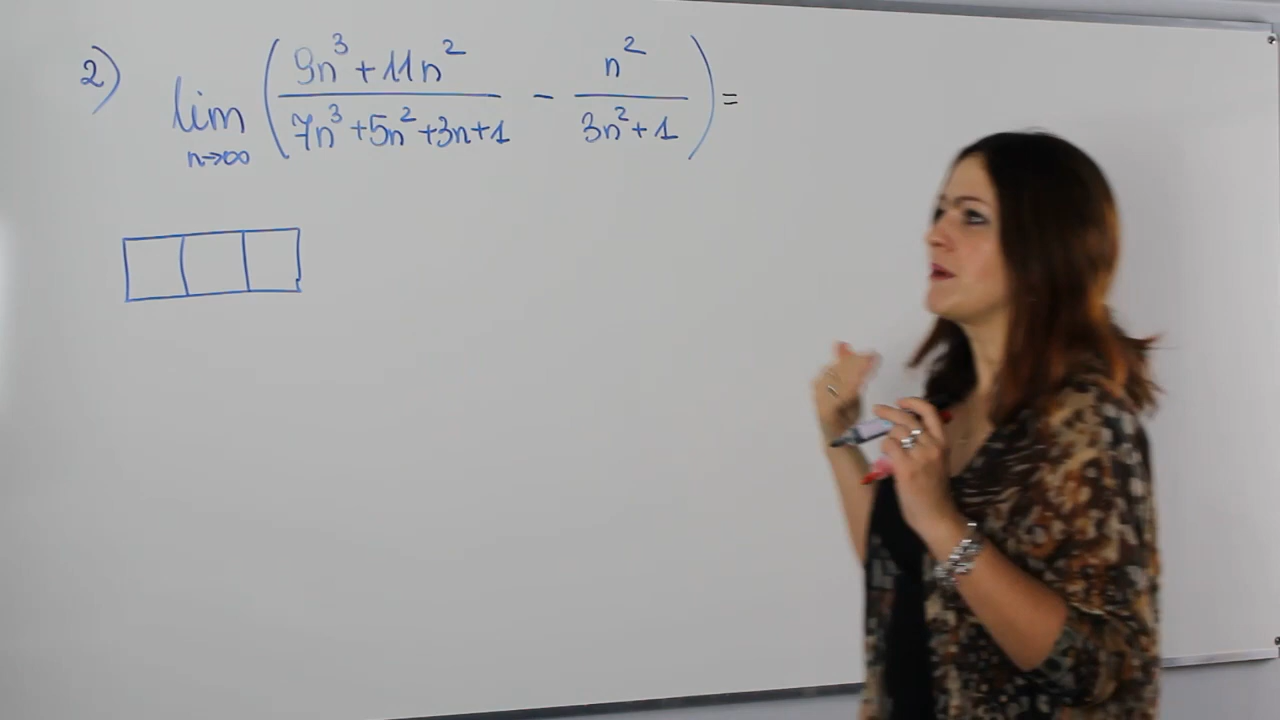 2) lim n→∞ ( (9n³+11n²)/(7n³+5n²+3n+1) - n²/(3n²+1) ) =